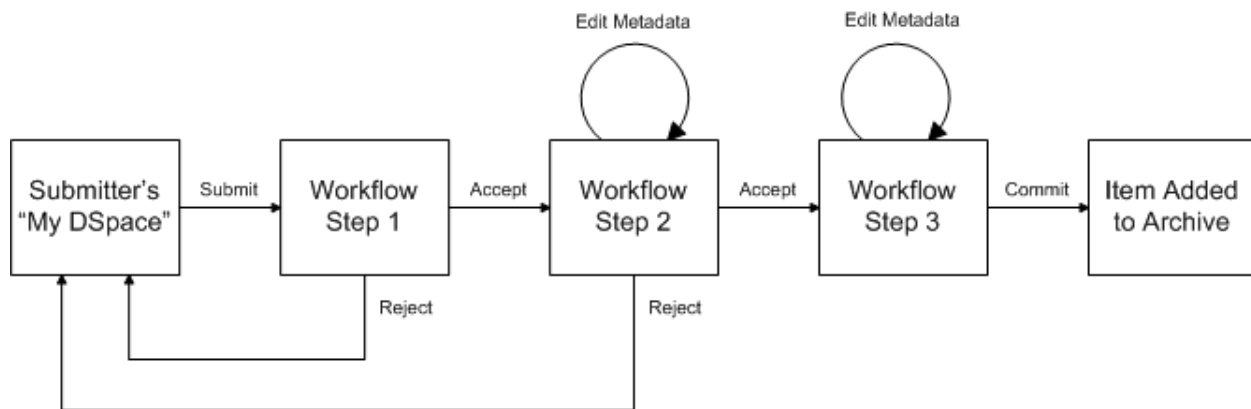 Edit Metadata
Edit Metadata
Submitter's
“My DSpace”
Submit
Workflow
Step 1
Accept
Workflow
Step 2
Accept
Workflow
Step 3
Commit
Item Added
to Archive
Reject
Reject